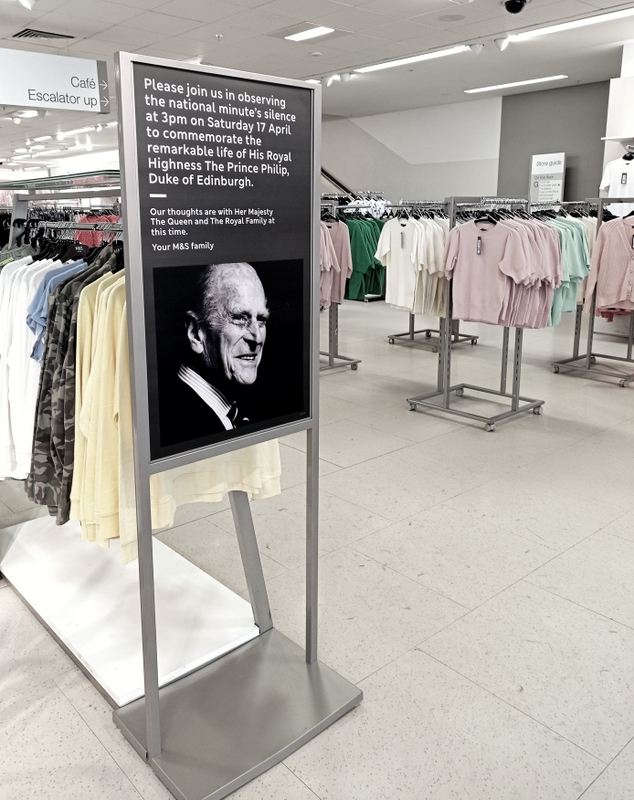 Café →
Escalator up →
Please join us in observing
the national minute's silence
at 3pm on Saturday 17 April
to commemorate the
remarkable life of His Royal
Highness The Prince Philip,
Duke of Edinburgh.
Our thoughts are with Her Majesty
The Queen and The Royal Family at
this time.
Your M&S family
Store guide